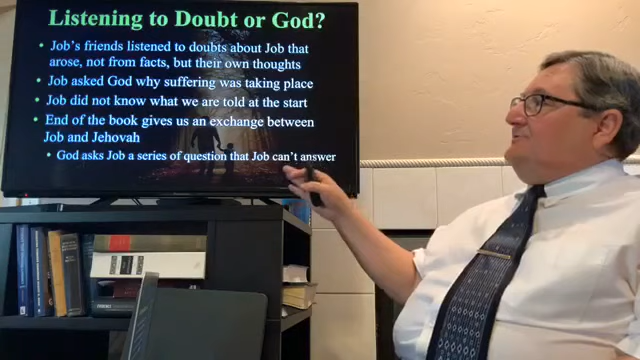 Listening to Doubt or God?
• Job's friends listened to doubts about Job that
arose, not from facts, but their own thoughts
• Job asked God why suffering was taking place
• Job did not know what we are told at the start
• End of the book gives us an exchange between
Job and Jehovah
• God asks Job a series of question that Job can't answer